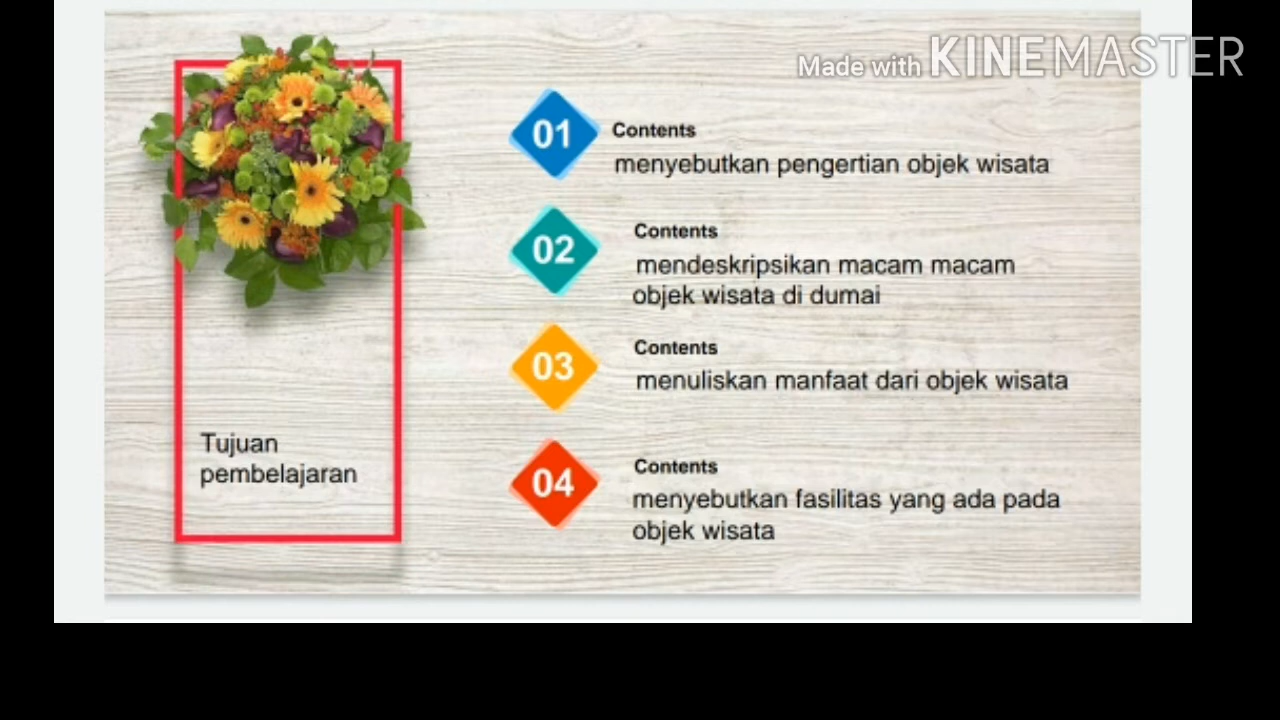 Made with KINEMASTER
01
Contents
menyebutkan pengertian objek wisata
02
Contents
mendeskripsikan macam macam
objek wisata di dumai
03
Contents
menuliskan manfaat dari objek wisata
Tujuan
pembelajaran
04
Contents
menyebutkan fasilitas yang ada pada
objek wisata